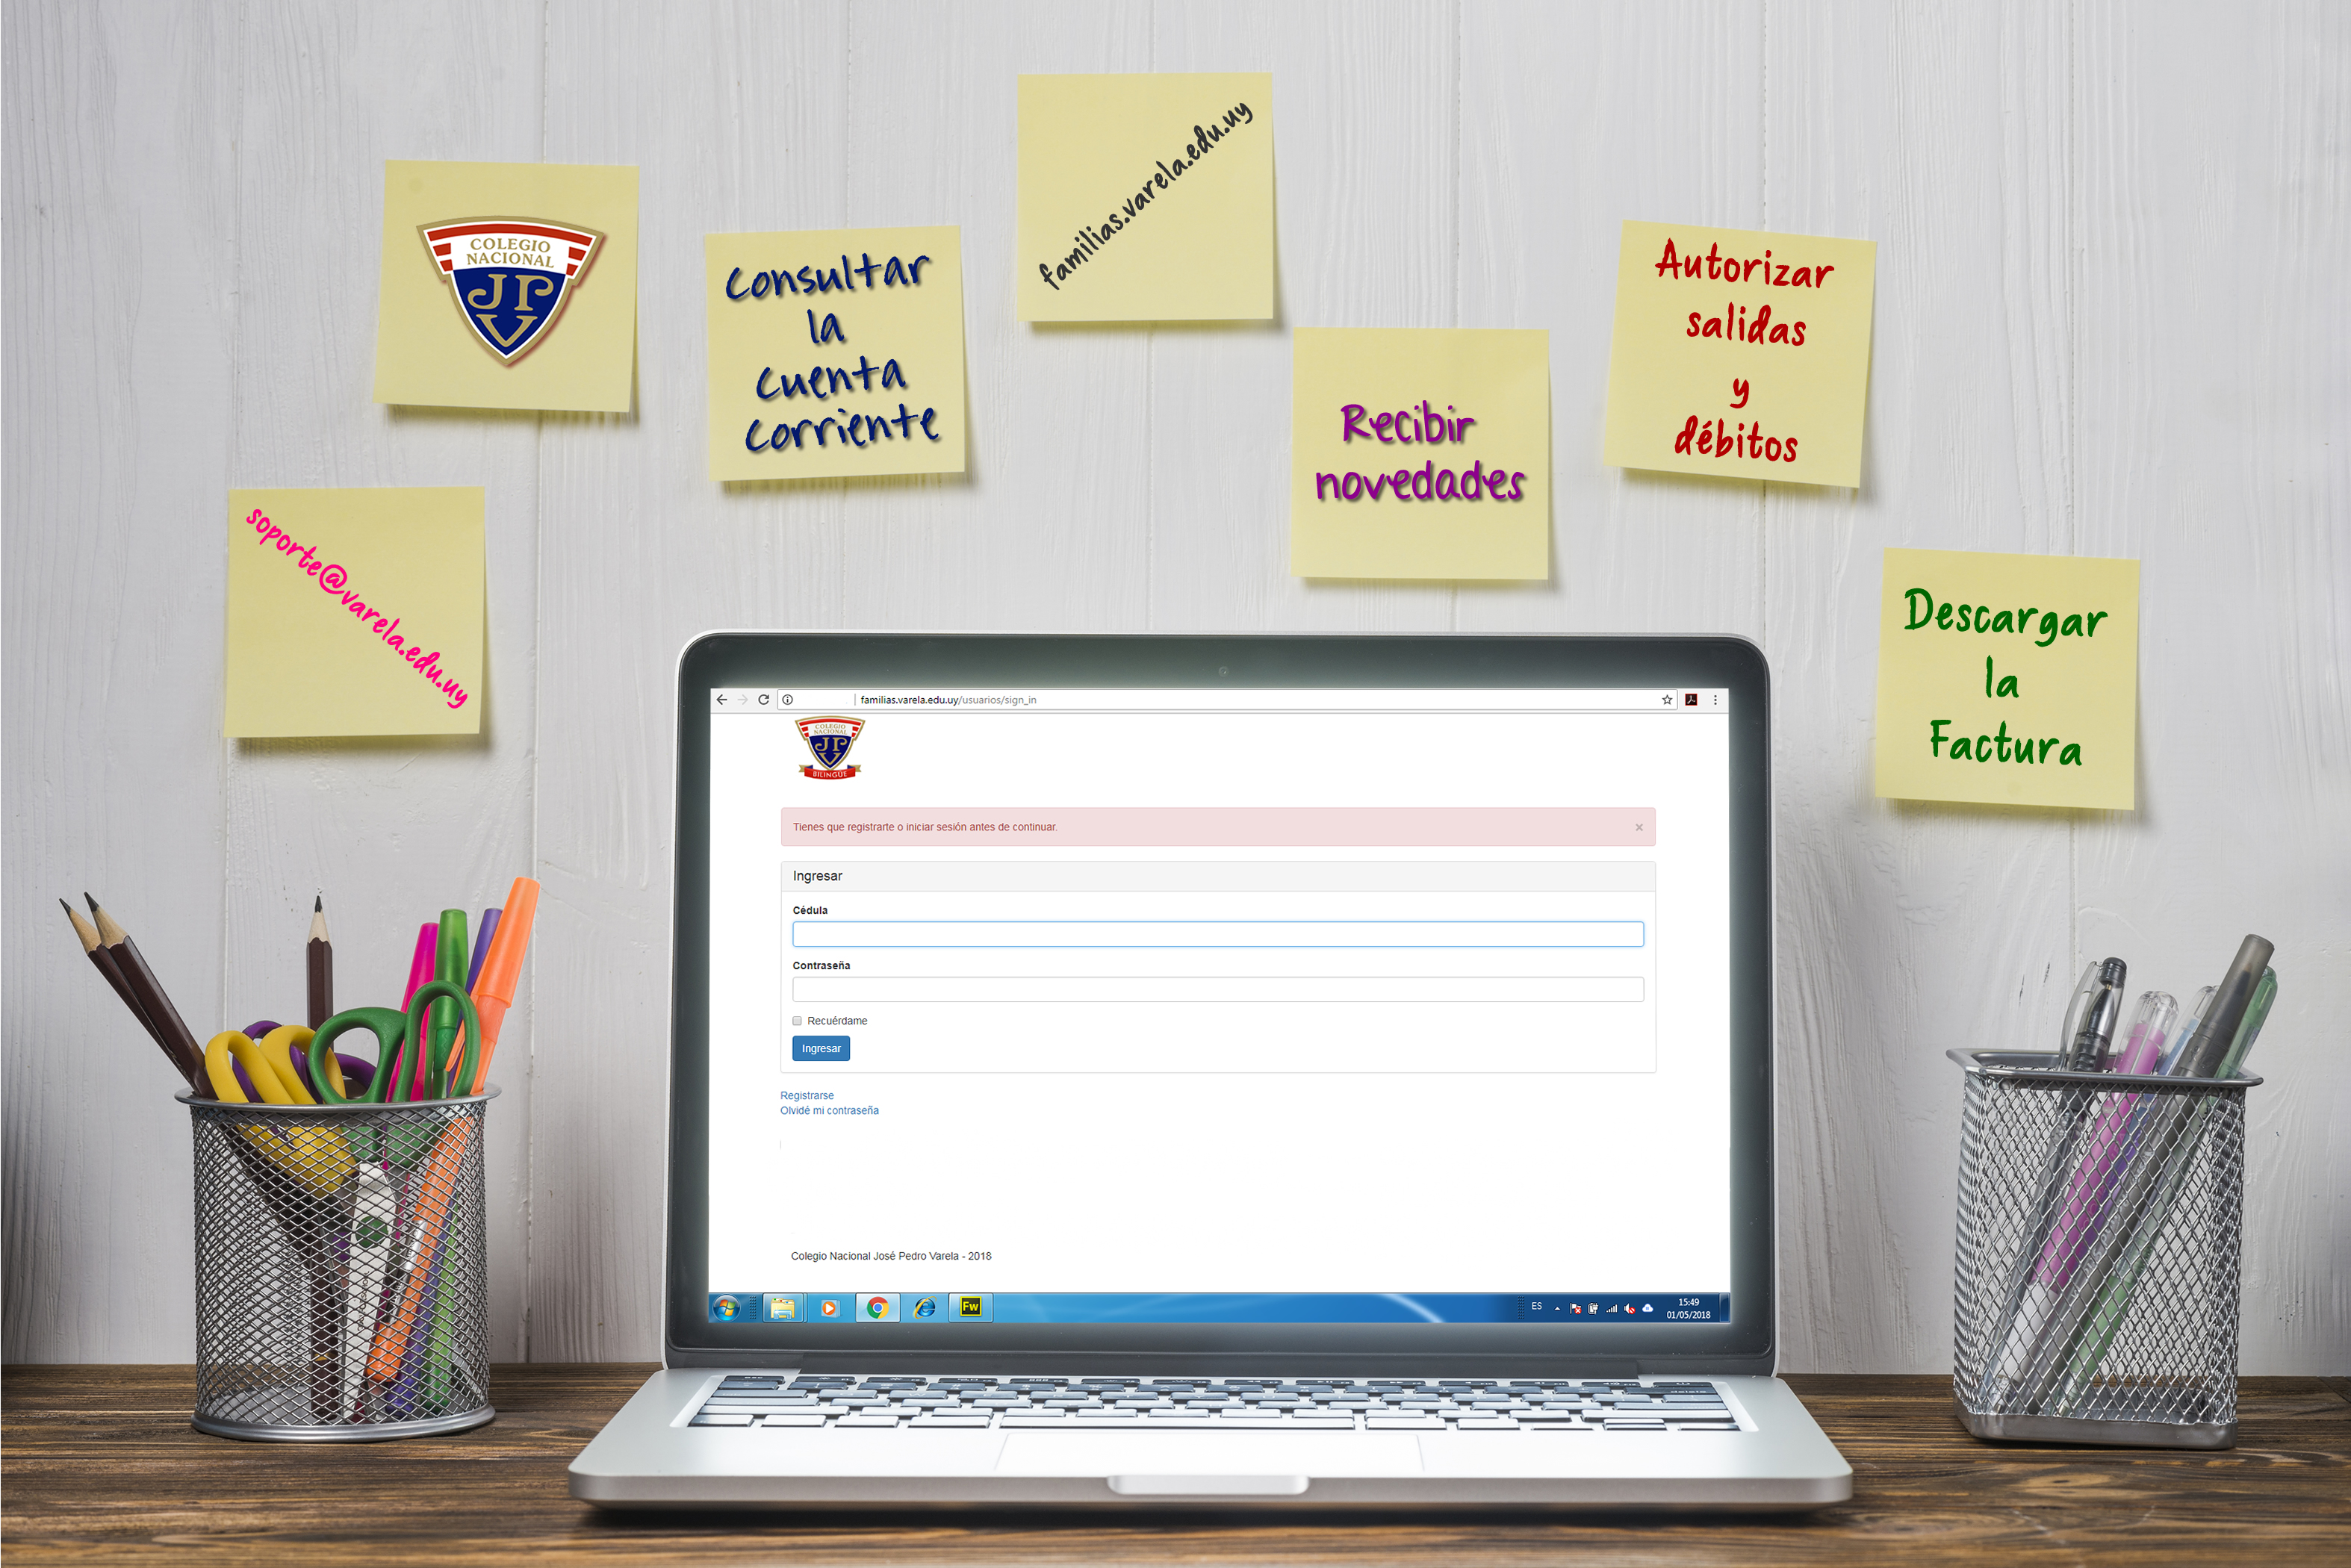 familias.varela.edu.uy
COLEGIO
NACIONAL
JPV
Consultar
la
Cuenta
Corriente
Autorizar
salidas
y
débitos
Recibir
novedades
soporte@varela.edu.uy
Descargar
la
Factura
familias.varela.edu.uy/usuarios/sign_in
COLEGIO
NACIONAL
JPV
BILINGÜE
Tienes que registrarte o iniciar sesión antes de continuar.
×
Ingresar
Cédula
Contraseña
Recuérdame
Ingresar
Registrarse
Olvidé mi contraseña
Colegio Nacional José Pedro Varela - 2018
Fw
ES
15:49
01/05/2018